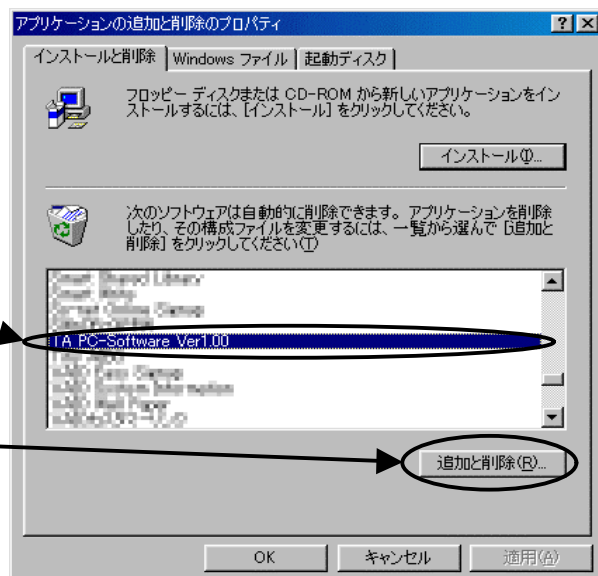 アプリケーションの追加と削除のプロパティ
インストールと削除 Windows ファイル 起動ディスク
フロッピー ディスクまたは CD-ROM から新しいアプリケーションをイン
ストールするには、[インストール] をクリックしてください。
インストール(I)...
次のソフトウェアは自動的に削除できます。アプリケーションを削除
したり、その構成ファイルを変更するには、一覧から選んで [追加と
削除] をクリックしてください(T)
TA PC-Software Ver1.00
追加と削除(R)...
OK キャンセル 適用(A)